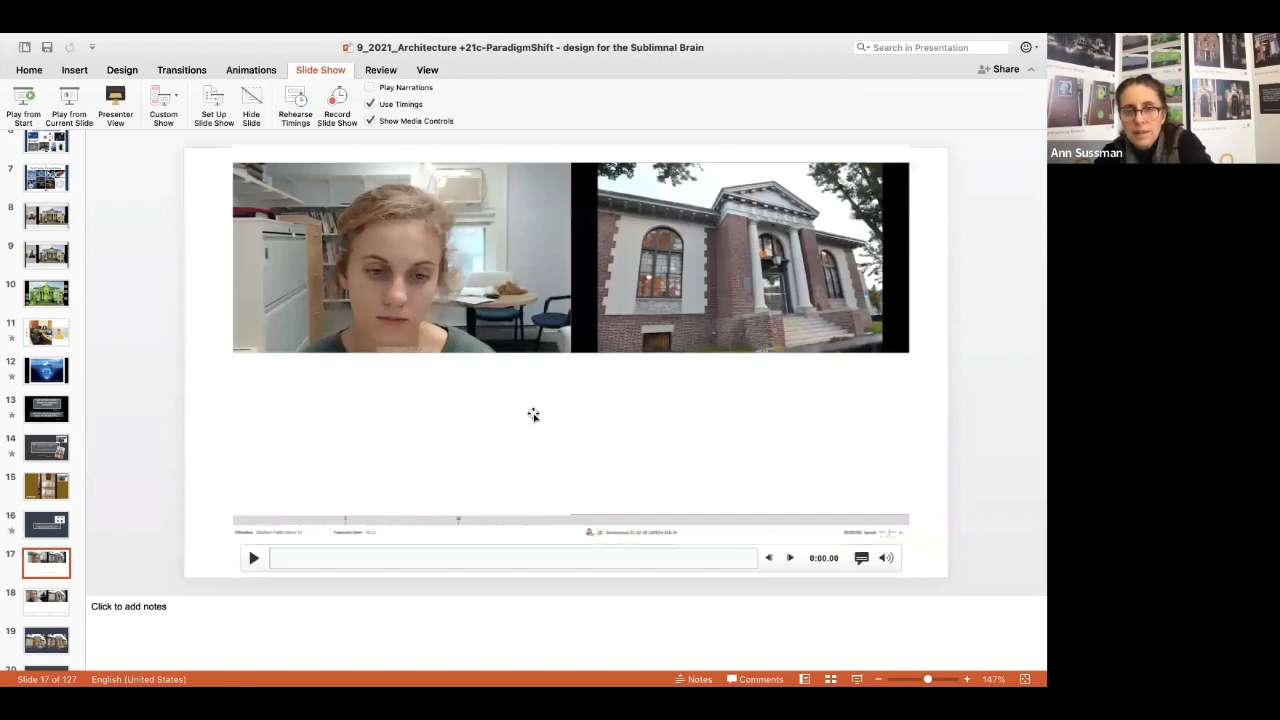 9_2021_Architecture +21c-ParadigmShift - design for the Sublimnal Brain
Search in Presentation
Home Insert Design Transitions Animations Slide Show Review View
Share
Play from Start
Play from Current Slide
Presenter View
Custom Show
Set Up Slide Show
Hide Slide
Rehearse Timings
Record Slide Show
Play Narrations
Use Timings
Show Media Controls
Ann Sussman
7
8
9
10
11
12
13
14
15
16
17
18
19
0:00.00
Click to add notes
Slide 17 of 127 English (United States)
Notes Comments 147%